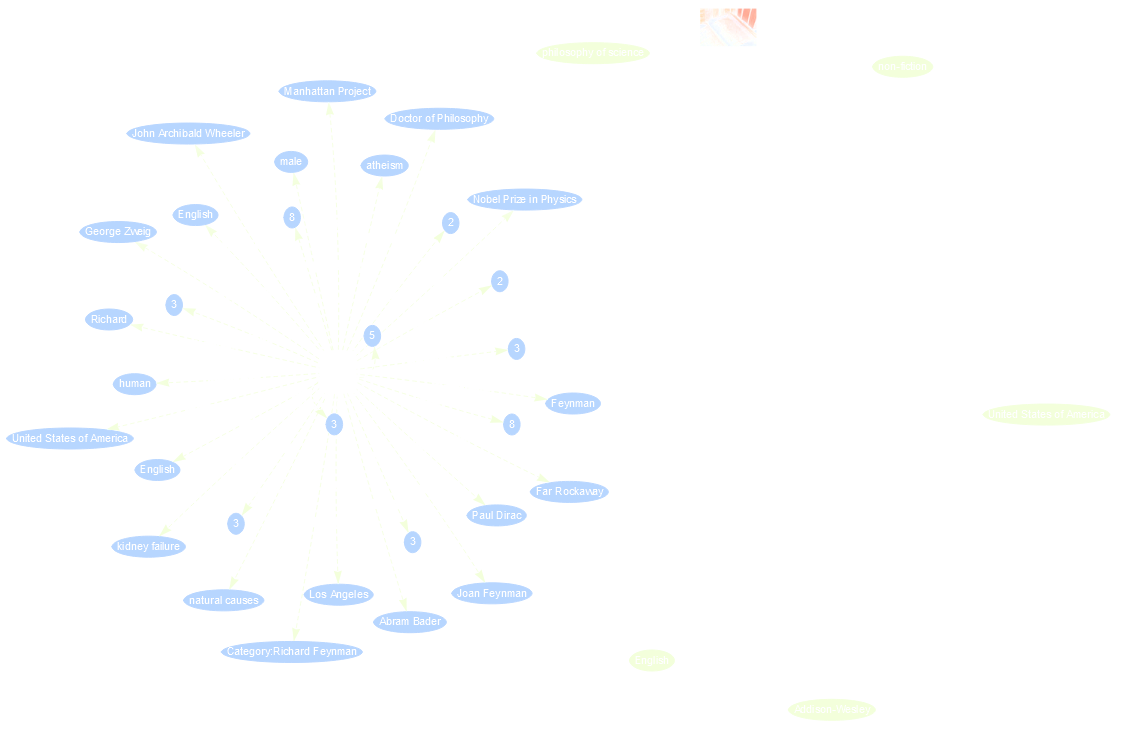 philosophy of science
non-fiction
Manhattan Project
Doctor of Philosophy
John Archibald Wheeler
male
atheism
Nobel Prize in Physics
English
8
2
George Zweig
2
3
Richard
5
3
human
Feynman
United States of America
3
8
United States of America
English
Far Rockaway
Paul Dirac
3
kidney failure
3
natural causes
Los Angeles
Joan Feynman
Abram Bader
Category:Richard Feynman
English
Addison-Wesley